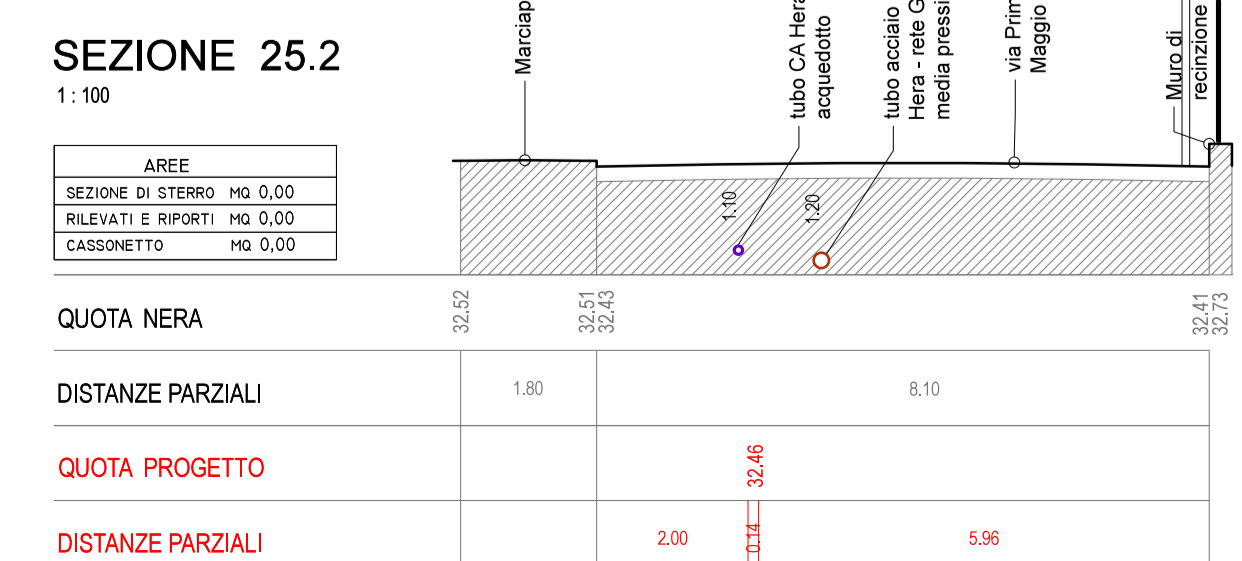 SEZIONE 25.2
1 : 100
AREE
SEZIONE DI STERRO MQ 0,00
RILEVATI E RIPORTI MQ 0,00
CASSONETTO MQ 0,00
tubo CA Hera
acquedotto
tubo acciaio
Hera - rete
via Prim
Maggio
Muro di
recinzione
1.10
1.20
QUOTA NERA
32.52
32.51
32.43
32.41
32.73
DISTANZE PARZIALI
1.80
8.10
QUOTA PROGETTO
32.46
DISTANZE PARZIALI
2.00
0.14
5.96